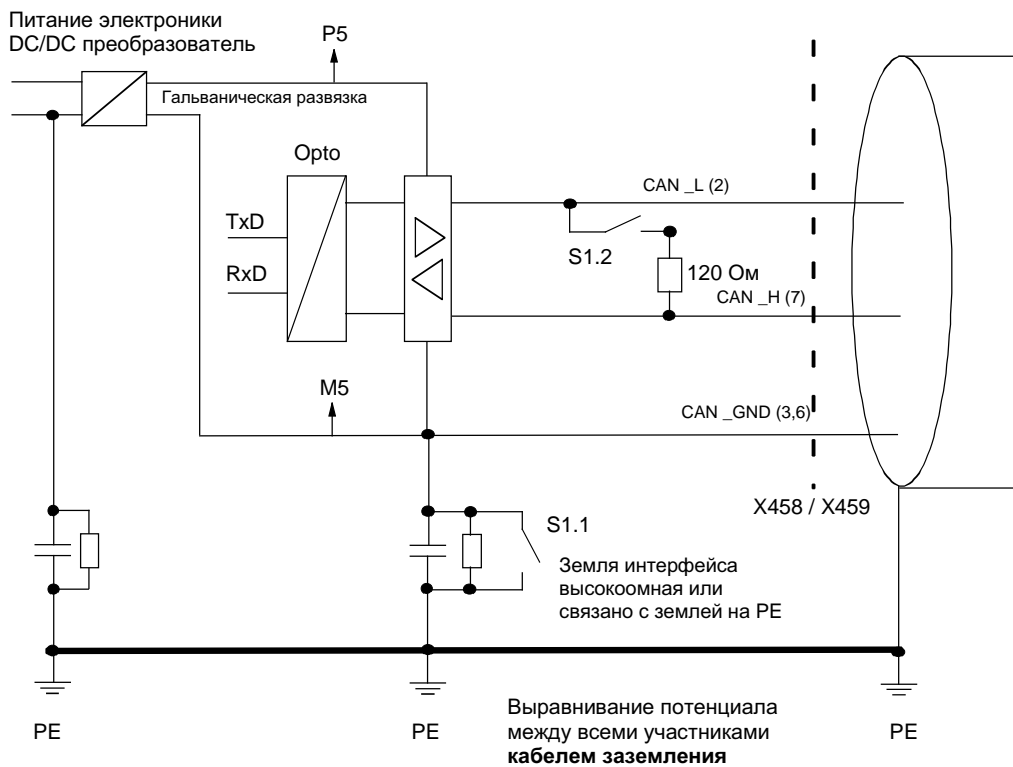 Питание электроники
DC/DC преобразователь
P5
Гальваническая развязка
Opto
CAN _L (2)
TxD
S1.2
RxD
120 Ом
CAN _H (7)
M5
CAN _GND (3,6)
X458 / X459
S1.1
Земля интерфейса
высокоомная или
связано с землей на PE
PE
PE
PE
Выравнивание потенциала
между всеми участниками
кабелем заземления